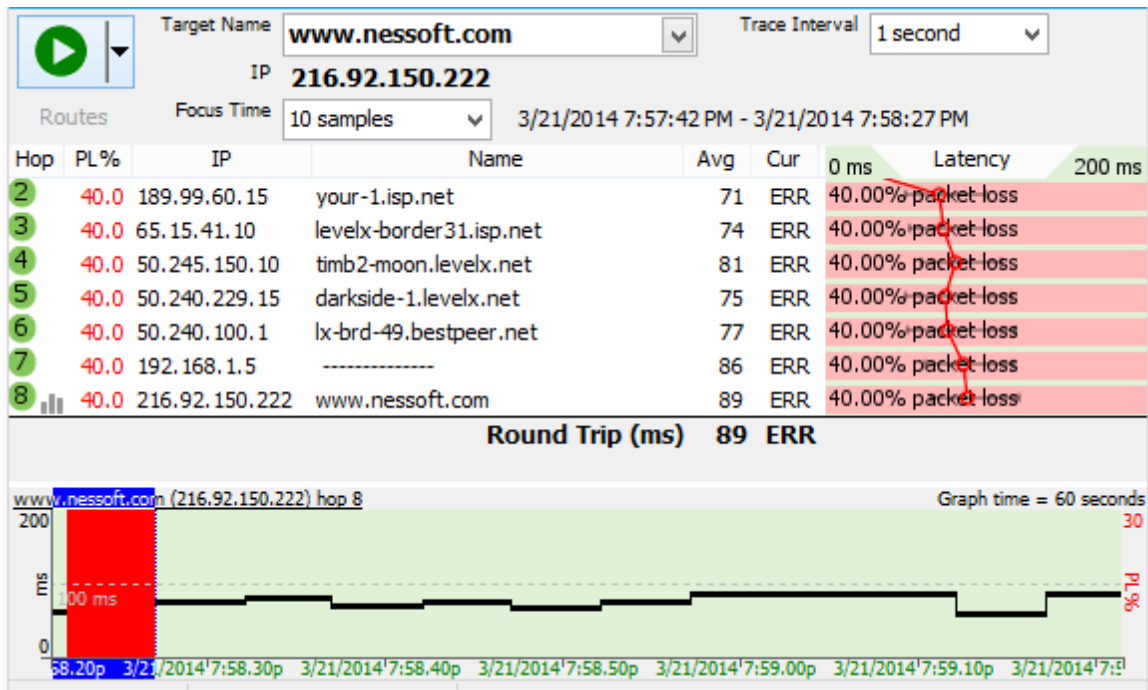 Target Name www.nessoft.com Trace Interval 1 second
IP 216.92.150.222
Routes Focus Time 10 samples 3/21/2014 7:57:42 PM - 3/21/2014 7:58:27 PM
Hop PL% IP Name Avg Cur 0 ms Latency 200 ms
2 40.0 189.99.60.15 your-1.isp.net 71 ERR 40.00% packet loss
3 40.0 65.15.41.10 levelx-border31.isp.net 74 ERR 40.00% packet loss
4 40.0 50.245.150.10 timb2-moon.levelx.net 81 ERR 40.00% packet loss
5 40.0 50.240.229.15 darkside-1.levelx.net 75 ERR 40.00% packet loss
6 40.0 50.240.100.1 lx-brd-49.bestpeer.net 77 ERR 40.00% packet loss
7 40.0 192.168.1.5 -------------- 86 ERR 40.00% packet loss
8 40.0 216.92.150.222 www.nessoft.com 89 ERR 40.00% packet loss
Round Trip (ms) 89 ERR
www.nessoft.com (216.92.150.222) hop 8 Graph time = 60 seconds
200 30
ms 100 ms PL%
0
58.20p 3/21/2014 7:58.30p 3/21/2014 7:58.40p 3/21/2014 7:58.50p 3/21/2014 7:59.00p 3/21/2014 7:59.10p 3/21/2014 7:5